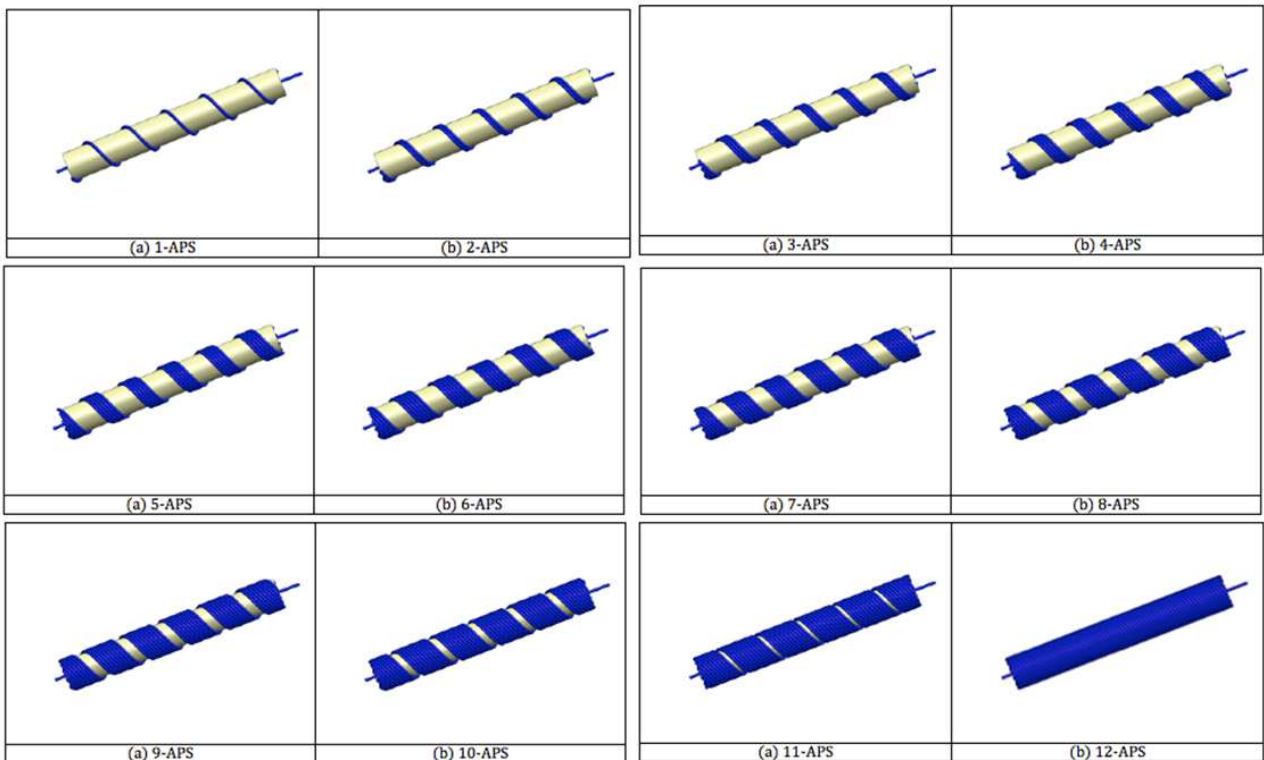 (a) 1-APS
(b) 2-APS
(a) 3-APS
(b) 4-APS
(a) 5-APS
(b) 6-APS
(a) 7-APS
(b) 8-APS
(a) 9-APS
(b) 10-APS
(a) 11-APS
(b) 12-APS